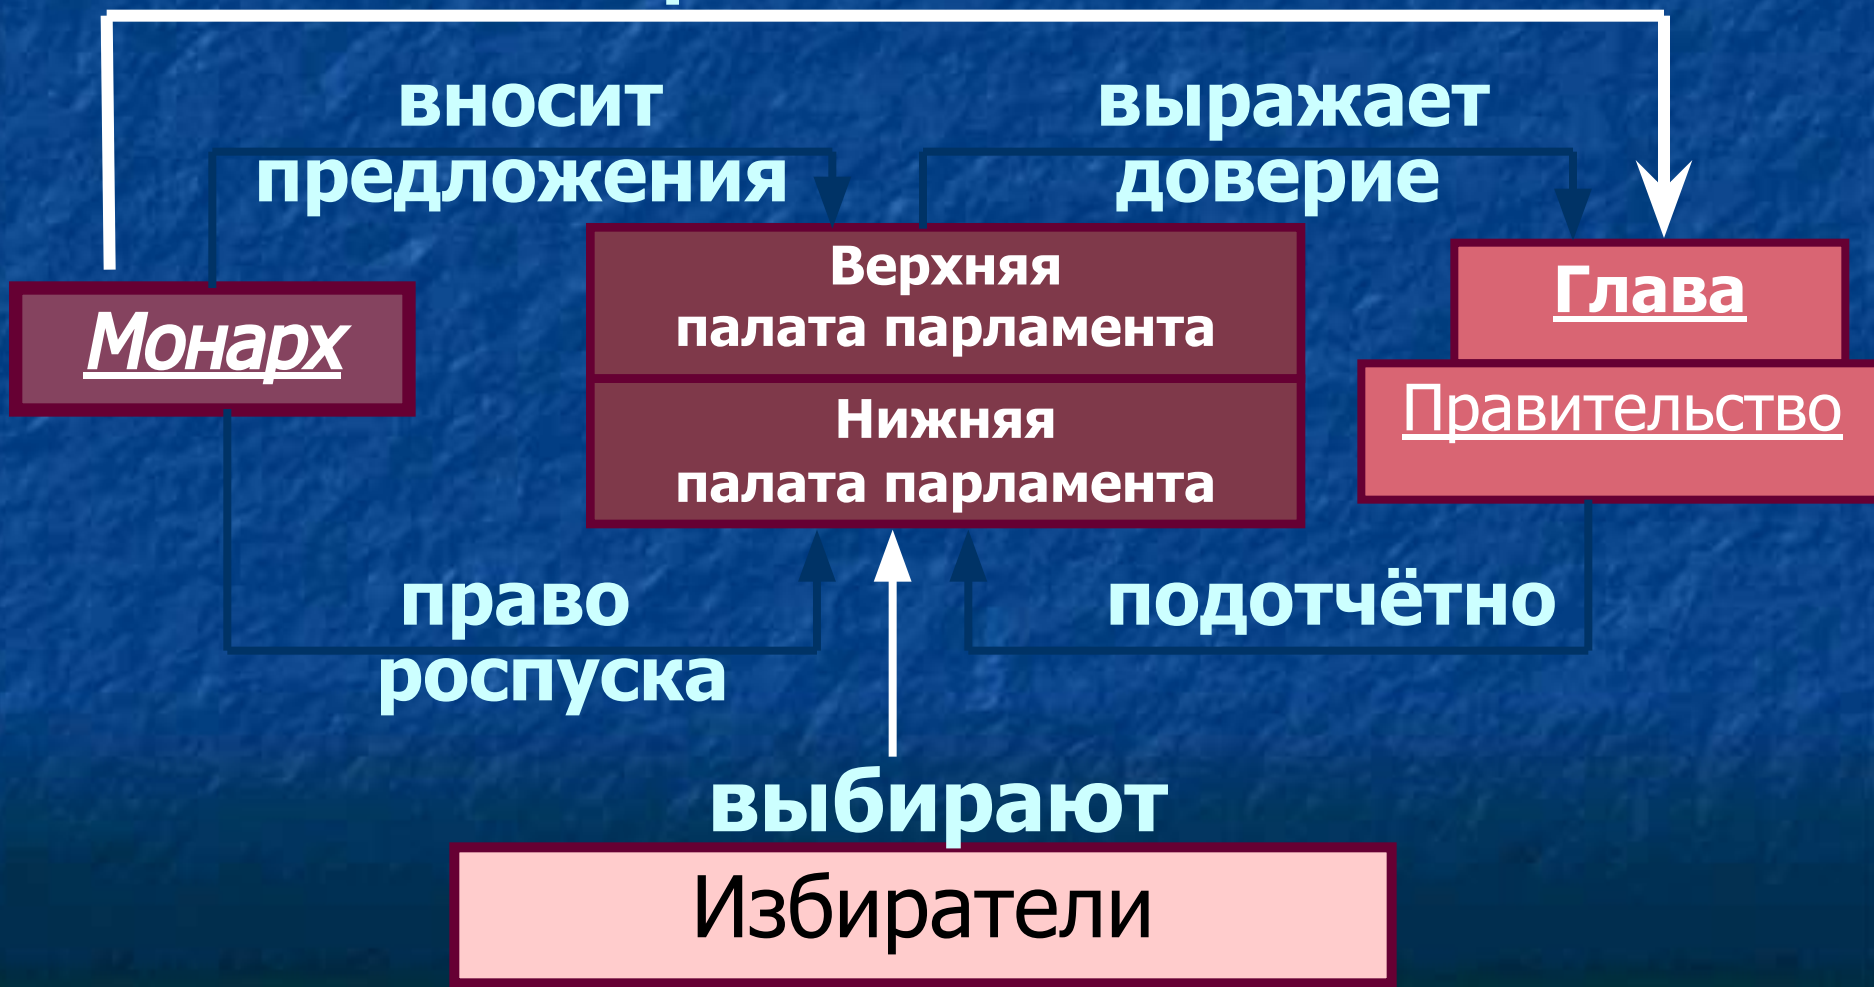 вносит
предложения
выражает
доверие
Монарх
Верхняя
палата парламента
Нижняя
палата парламента
Глава
Правительство
право
роспуска
подотчётно
выбирают
Избиратели